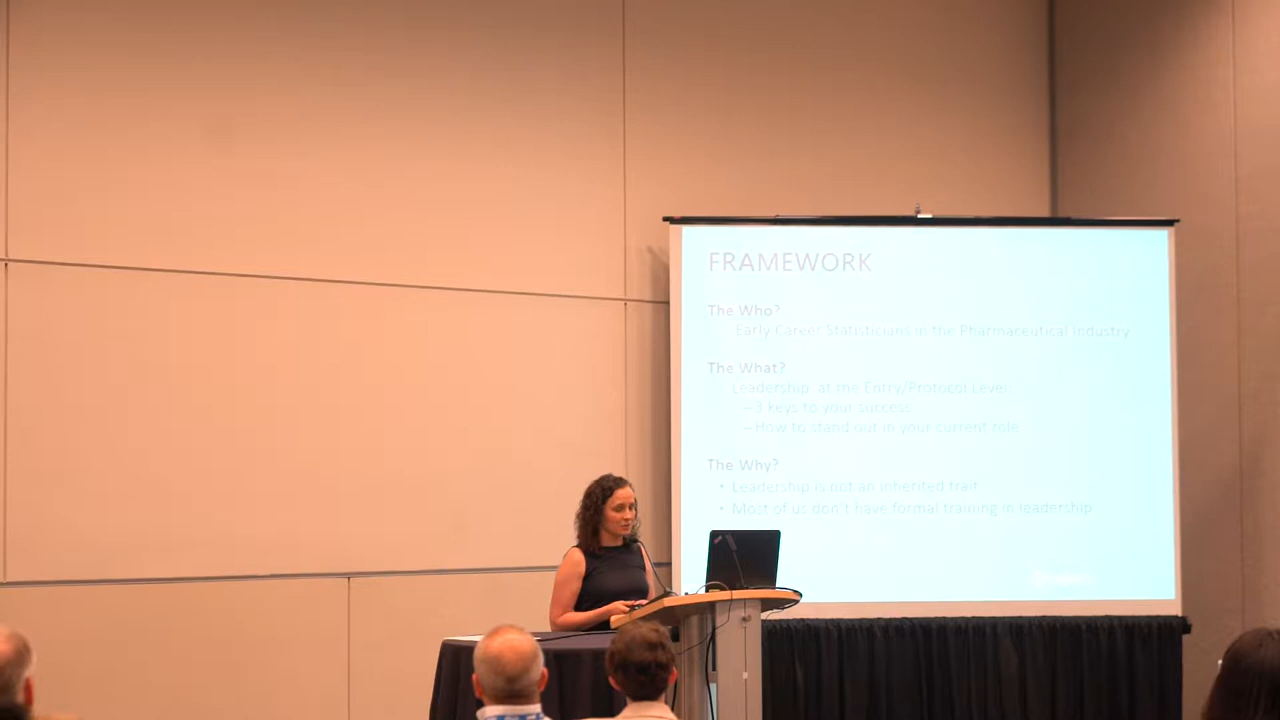 FRAMEWORK
The Who?
Early Career Statisticians in the Pharmaceutical Industry
The What?
Leadership at the Entry/Protocol Level:
– 3 keys to your success
– How to stand out in your current role
The Why?
• Leadership is not an inherited trait
• Most of us don't have formal training in leadership